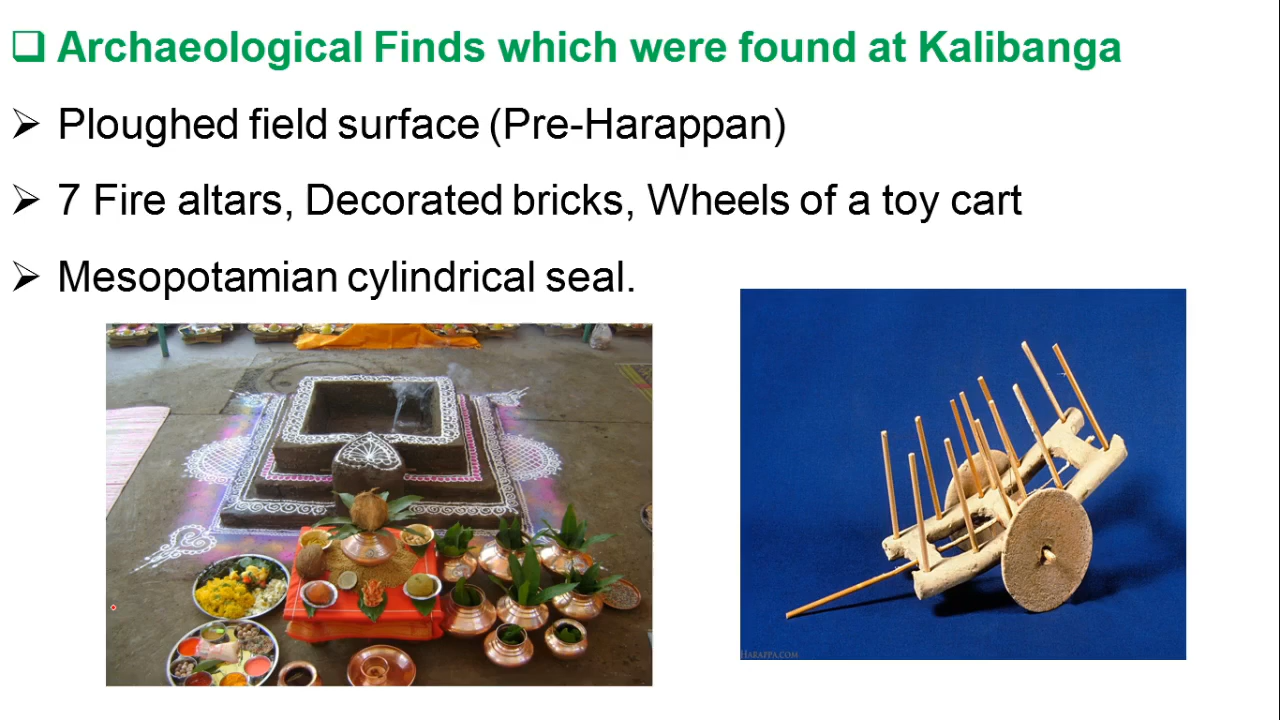 ❑ Archaeological Finds which were found at Kalibanga
➢ Ploughed field surface (Pre-Harappan)
➢ 7 Fire altars, Decorated bricks, Wheels of a toy cart
➢ Mesopotamian cylindrical seal.
HARAPPA.COM